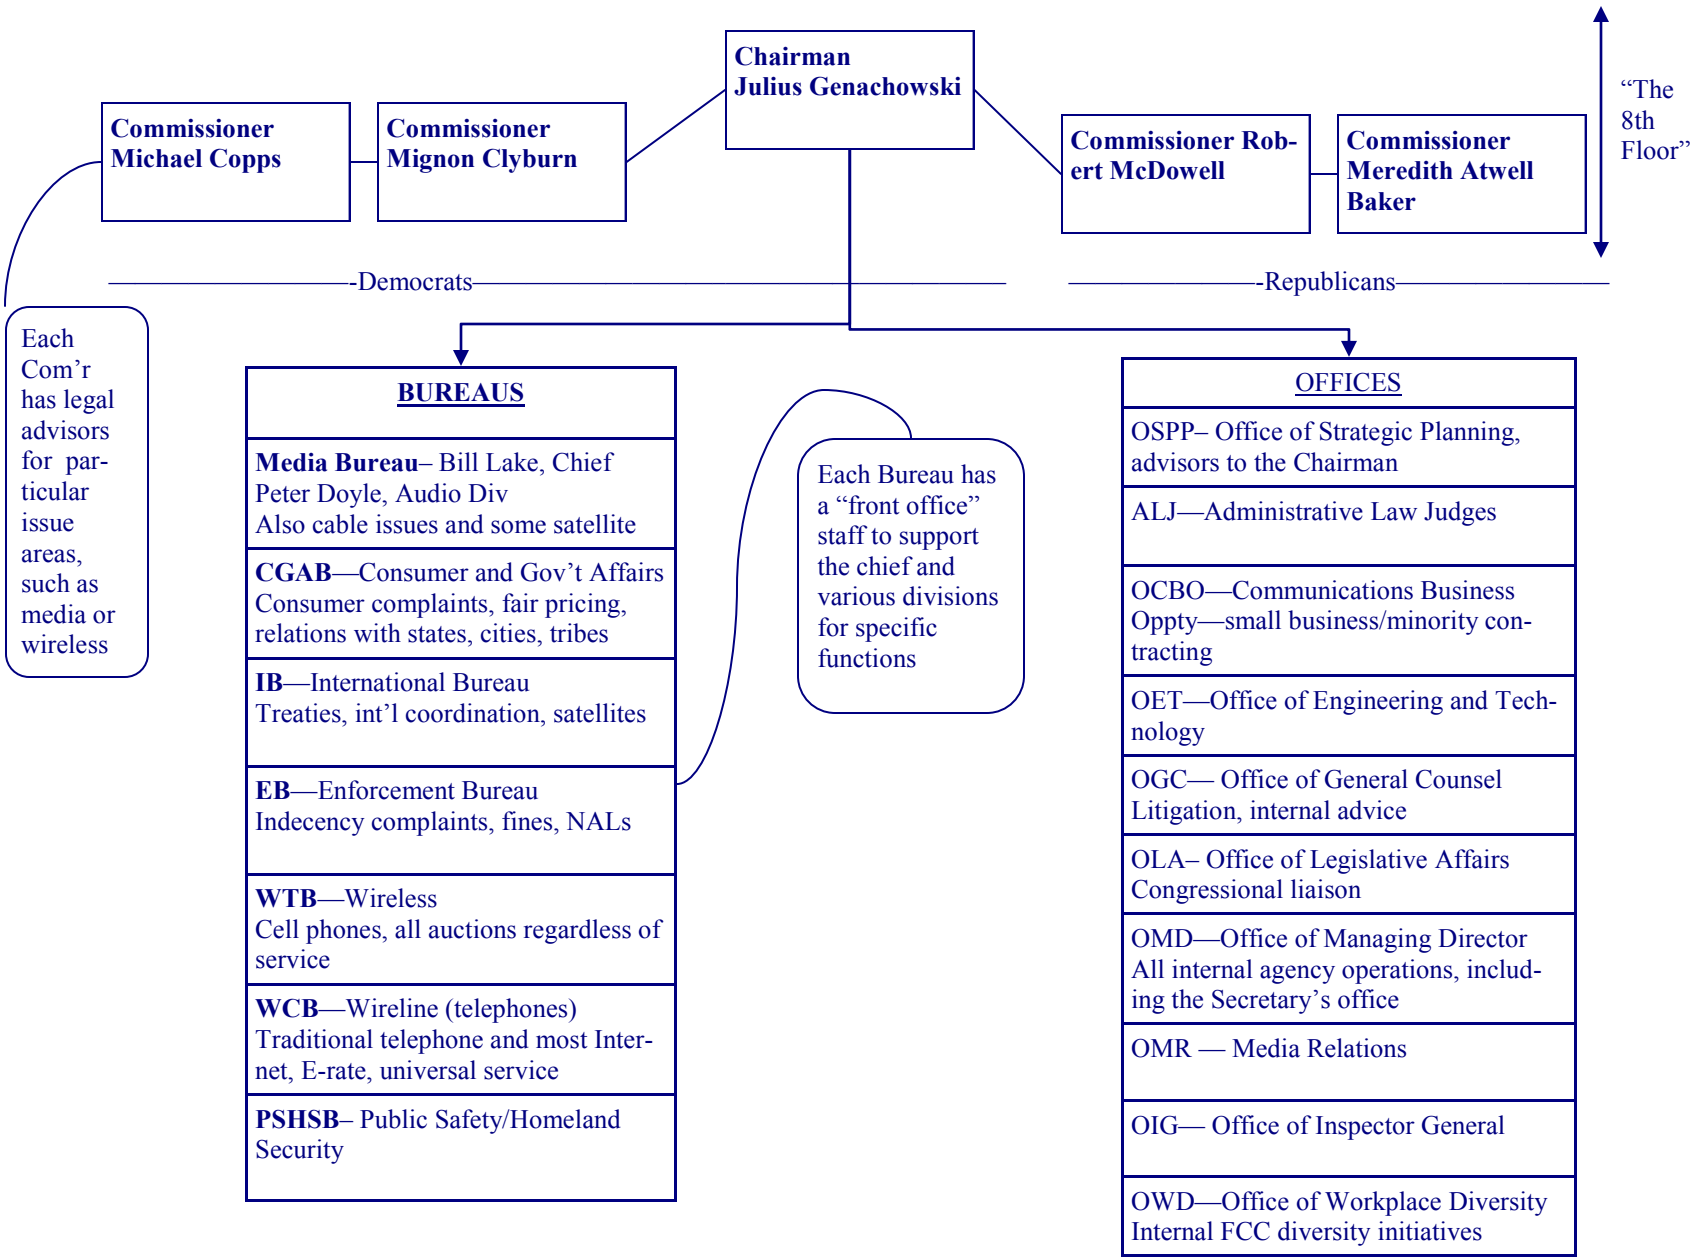 Chairman
Julius Genachowski
Commissioner
Michael Copps
Commissioner
Mignon Clyburn
Commissioner Rob-
ert McDowell
Commissioner
Meredith Atwell
Baker
“The
8th
Floor”
—————————-Democrats————————————————————
———————-Republicans————————
Each
Com’r
has legal
advisors
for par-
ticular
issue
areas,
such as
media or
wireless
BUREAUS
Media Bureau– Bill Lake, Chief
Peter Doyle, Audio Div
Also cable issues and some satellite
CGAB—Consumer and Gov’t Affairs
Consumer complaints, fair pricing,
relations with states, cities, tribes
IB—International Bureau
Treaties, int’l coordination, satellites
EB—Enforcement Bureau
Indecency complaints, fines, NALs
WTB—Wireless
Cell phones, all auctions regardless of
service
WCB—Wireline (telephones)
Traditional telephone and most Inter-
net, E-rate, universal service
PSHSB– Public Safety/Homeland
Security
Each Bureau has
a “front office”
staff to support
the chief and
various divisions
for specific
functions
OFFICES
OSPP– Office of Strategic Planning,
advisors to the Chairman
ALJ—Administrative Law Judges
OCBO—Communications Business
Oppty—small business/minority con-
tracting
OET—Office of Engineering and Tech-
nology
OGC— Office of General Counsel
Litigation, internal advice
OLA– Office of Legislative Affairs
Congressional liaison
OMD—Office of Managing Director
All internal agency operations, includ-
ing the Secretary’s office
OMR — Media Relations
OIG— Office of Inspector General
OWD—Office of Workplace Diversity
Internal FCC diversity initiatives